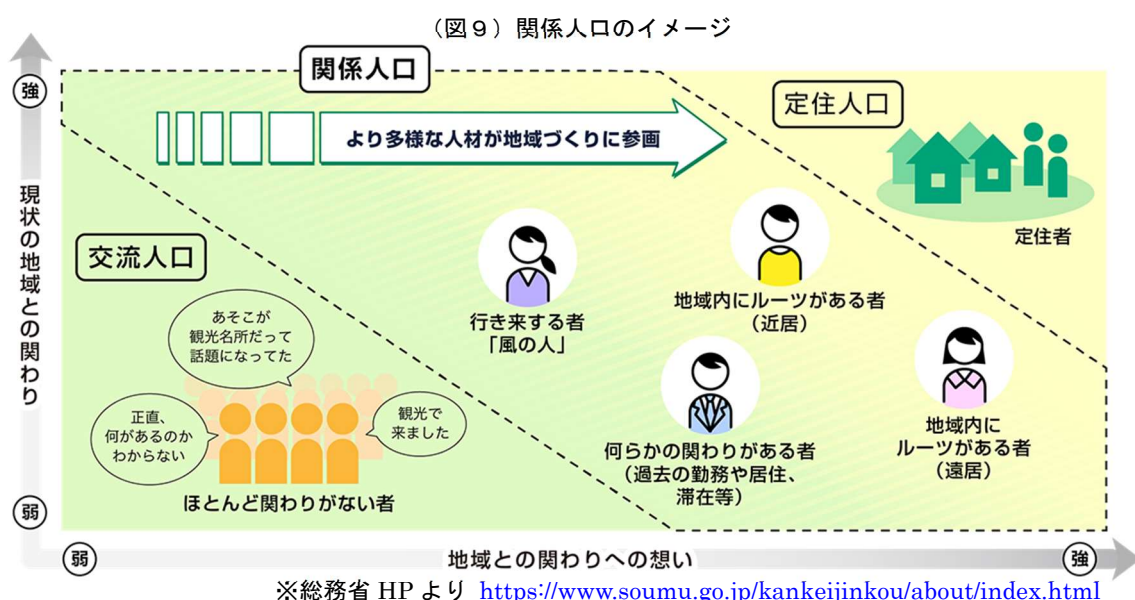 （図９）関係人口のイメージ
強
関係人口
定住人口
より多様な人材が地域づくりに参画
定住者
現状の地域との関わり
交流人口
あそこが
観光名所だって
話題になってた
正直、
何があるのか
わからない
観光で
来ました
ほとんど関わりがない者
行き来する者
「風の人」
地域内にルーツがある者
（近居）
何らかの関わりがある者
（過去の勤務や居住、
滞在等）
地域内に
ルーツがある者
（遠居）
弱
弱
地域との関わりへの想い
強
※総務省 HP より https://www.soumu.go.jp/kankeijinkou/about/index.html